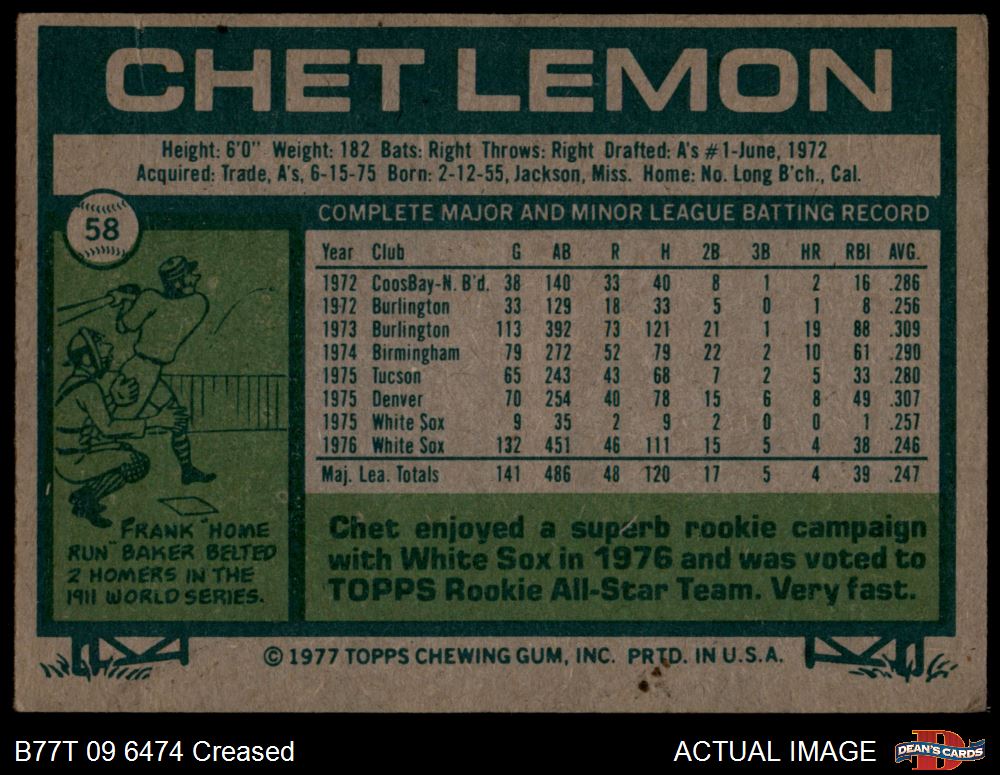 CHET LEMON
Height: 6'0" Weight: 182 Bats: Right Throws: Right Drafted: A's #1-June, 1972
Acquired: Trade, A's, 6-15-75 Born: 2-12-55, Jackson, Miss. Home: No. Long B'ch., Cal.
58
COMPLETE MAJOR AND MINOR LEAGUE BATTING RECORD
Year Club G AB R H 2B 3B HR RBI AVG.
1972 CoosBay-N. B'd. 38 140 33 40 8 1 2 16 .286
1972 Burlington 33 129 18 33 5 0 1 8 .256
1973 Burlington 113 392 73 121 21 1 19 88 .309
1974 Birmingham 79 272 52 79 22 2 10 61 .290
1975 Tucson 65 243 43 68 7 2 5 33 .280
1975 Denver 70 254 40 78 15 6 8 49 .307
1975 White Sox 9 35 2 9 2 0 0 1 .257
1976 White Sox 132 451 46 111 15 5 4 38 .246
Maj. Lea. Totals 141 486 48 120 17 5 4 39 .247
FRANK "HOME
RUN" BAKER BELTED
2 HOMERS IN THE
1911 WORLD SERIES.
Chet enjoyed a superb rookie campaign
with White Sox in 1976 and was voted to
TOPPS Rookie All-Star Team. Very fast.
© 1977 TOPPS CHEWING GUM, INC. PRTD. IN U.S.A.
B77T 09 6474 Creased
ACTUAL IMAGE
DEAN'S CARDS